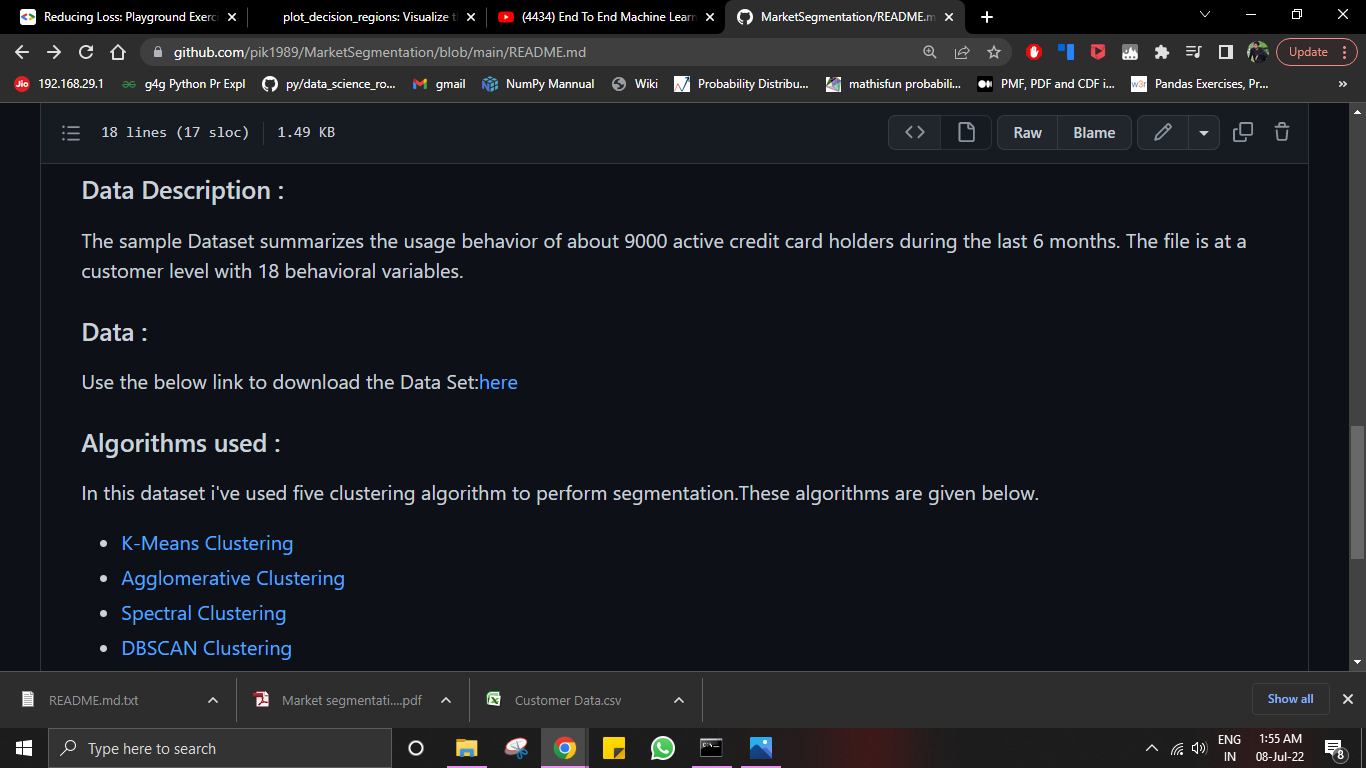 Reducing Loss: Playground Exerc
plot_decision_regions: Visualize t
(4434) End To End Machine Learn
MarketSegmentation/README.m
github.com/pik1989/MarketSegmentation/blob/main/README.md
Update
Jio
192.168.29.1
g4g Python Pr Expl
py/data_science_ro...
gmail
NumPy Mannual
Wiki
Probability Distribu...
mathisfun probabili...
PMF, PDF and CDF i...
w3r
Pandas Exercises, Pr...
»
18 lines (17 sloc)
1.49 KB
Raw
Blame
Data Description :
The sample Dataset summarizes the usage behavior of about 9000 active credit card holders during the last 6 months. The file is at a
customer level with 18 behavioral variables.
Data :
Use the below link to download the Data Set:here
Algorithms used :
In this dataset i've used five clustering algorithm to perform segmentation.These algorithms are given below.
• K-Means Clustering
• Agglomerative Clustering
• Spectral Clustering
• DBSCAN Clustering
README.md.txt
Market segmentati....pdf
Customer Data.csv
Show all
Type here to search
ENG
IN
1:55 AM
08-Jul-22
8